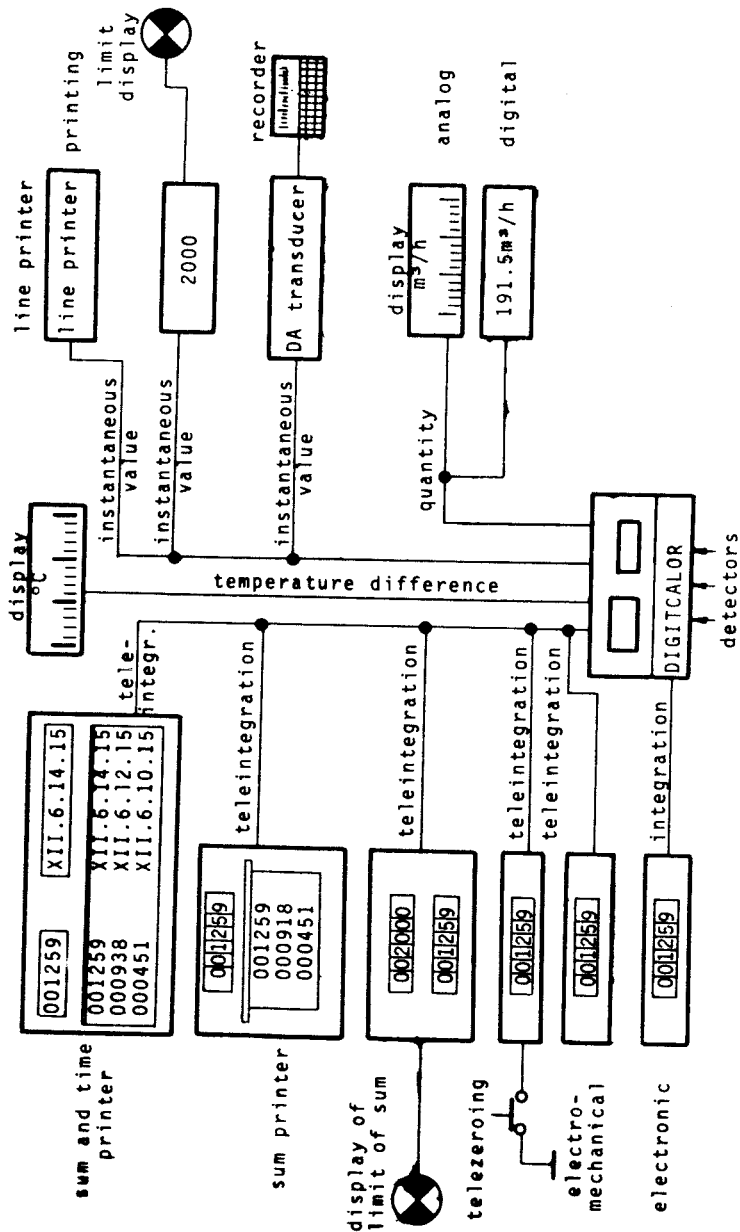 sum and time
printer
001259
XII.6.14.15
001259 XII.6.14.15
000938 XII.6.12.15
000451 XII.6.10.15
tele-
integr.
sum printer
001259
001259
000918
000451
teleintegration
display of
limit of sum
002000
001259
teleintegration
telezeroing
001259
teleintegration
electro-
mechanical
001259
teleintegration
electronic
001259
integration
display
°C
temperature difference
DIGITCALOR
detectors
instantaneous
value
line printer
line printer
printing
instantaneous
value
2000
limit
display
instantaneous
value
DA transducer
recorder
quantity
display
m³/h
analog
191.5m³/h
digital